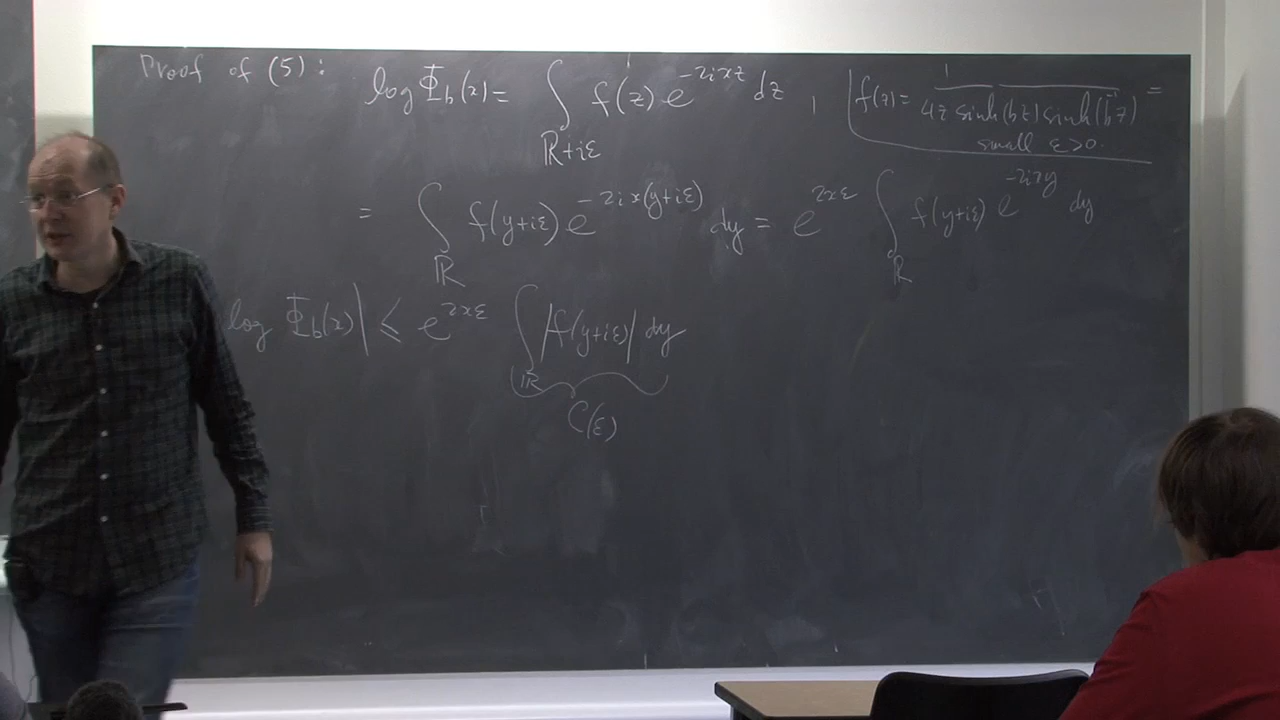 Proof of (5): log Φ_b(x) = ∫_{ℝ+iε} f(z) e^{-2ixz} dz , f(z) = 1 / (4z sinh(bz) sinh(b⁻¹z)) =
small ε>0.
= ∫_ℝ f(y+iε) e^{-2ix(y+iε)} dy = e^{2xε} ∫_ℝ f(y+iε) e^{-2ixy} dy
log Φ_b(x)| ≤ e^{2xε} ∫_ℝ |f(y+iε)| dy
C(ε)